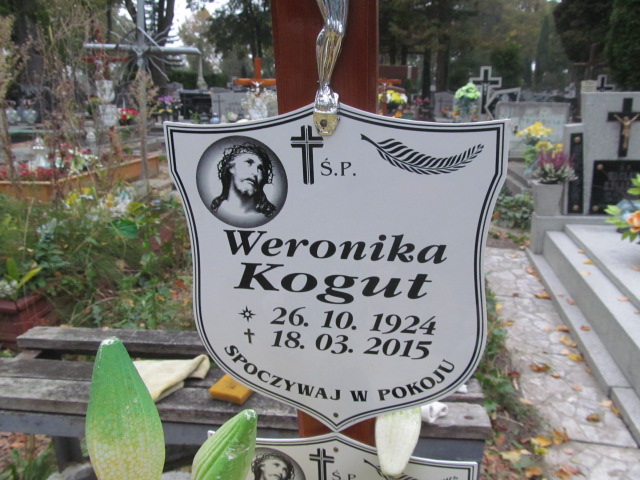 Ś.P.
Weronika
Kogut
26. 10. 1924
18. 03. 2015
SPOCZYWAJ W POKOJU
Ś.P.